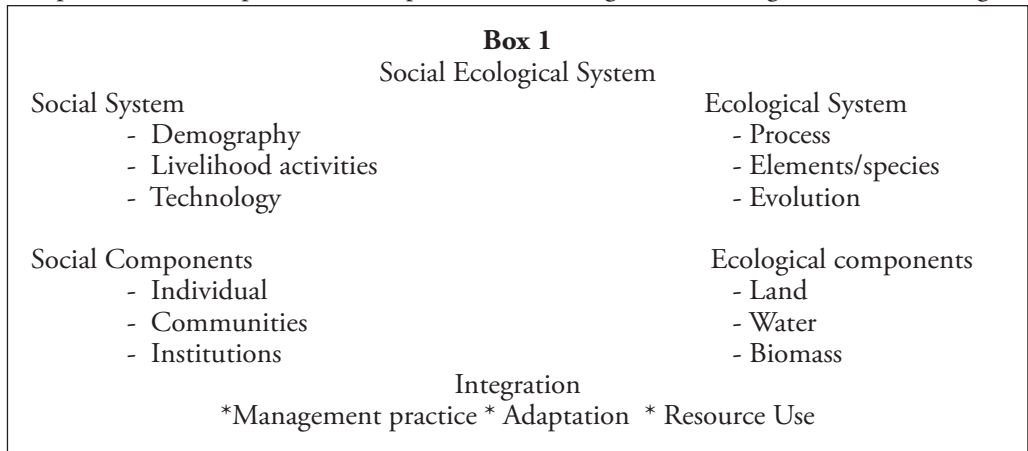 Box 1
Social Ecological System
Social System Ecological System
- Demography - Process
- Livelihood activities - Elements/species
- Technology - Evolution
Social Components Ecological components
- Individual - Land
- Communities - Water
- Institutions - Biomass
Integration
*Management practice * Adaptation * Resource Use